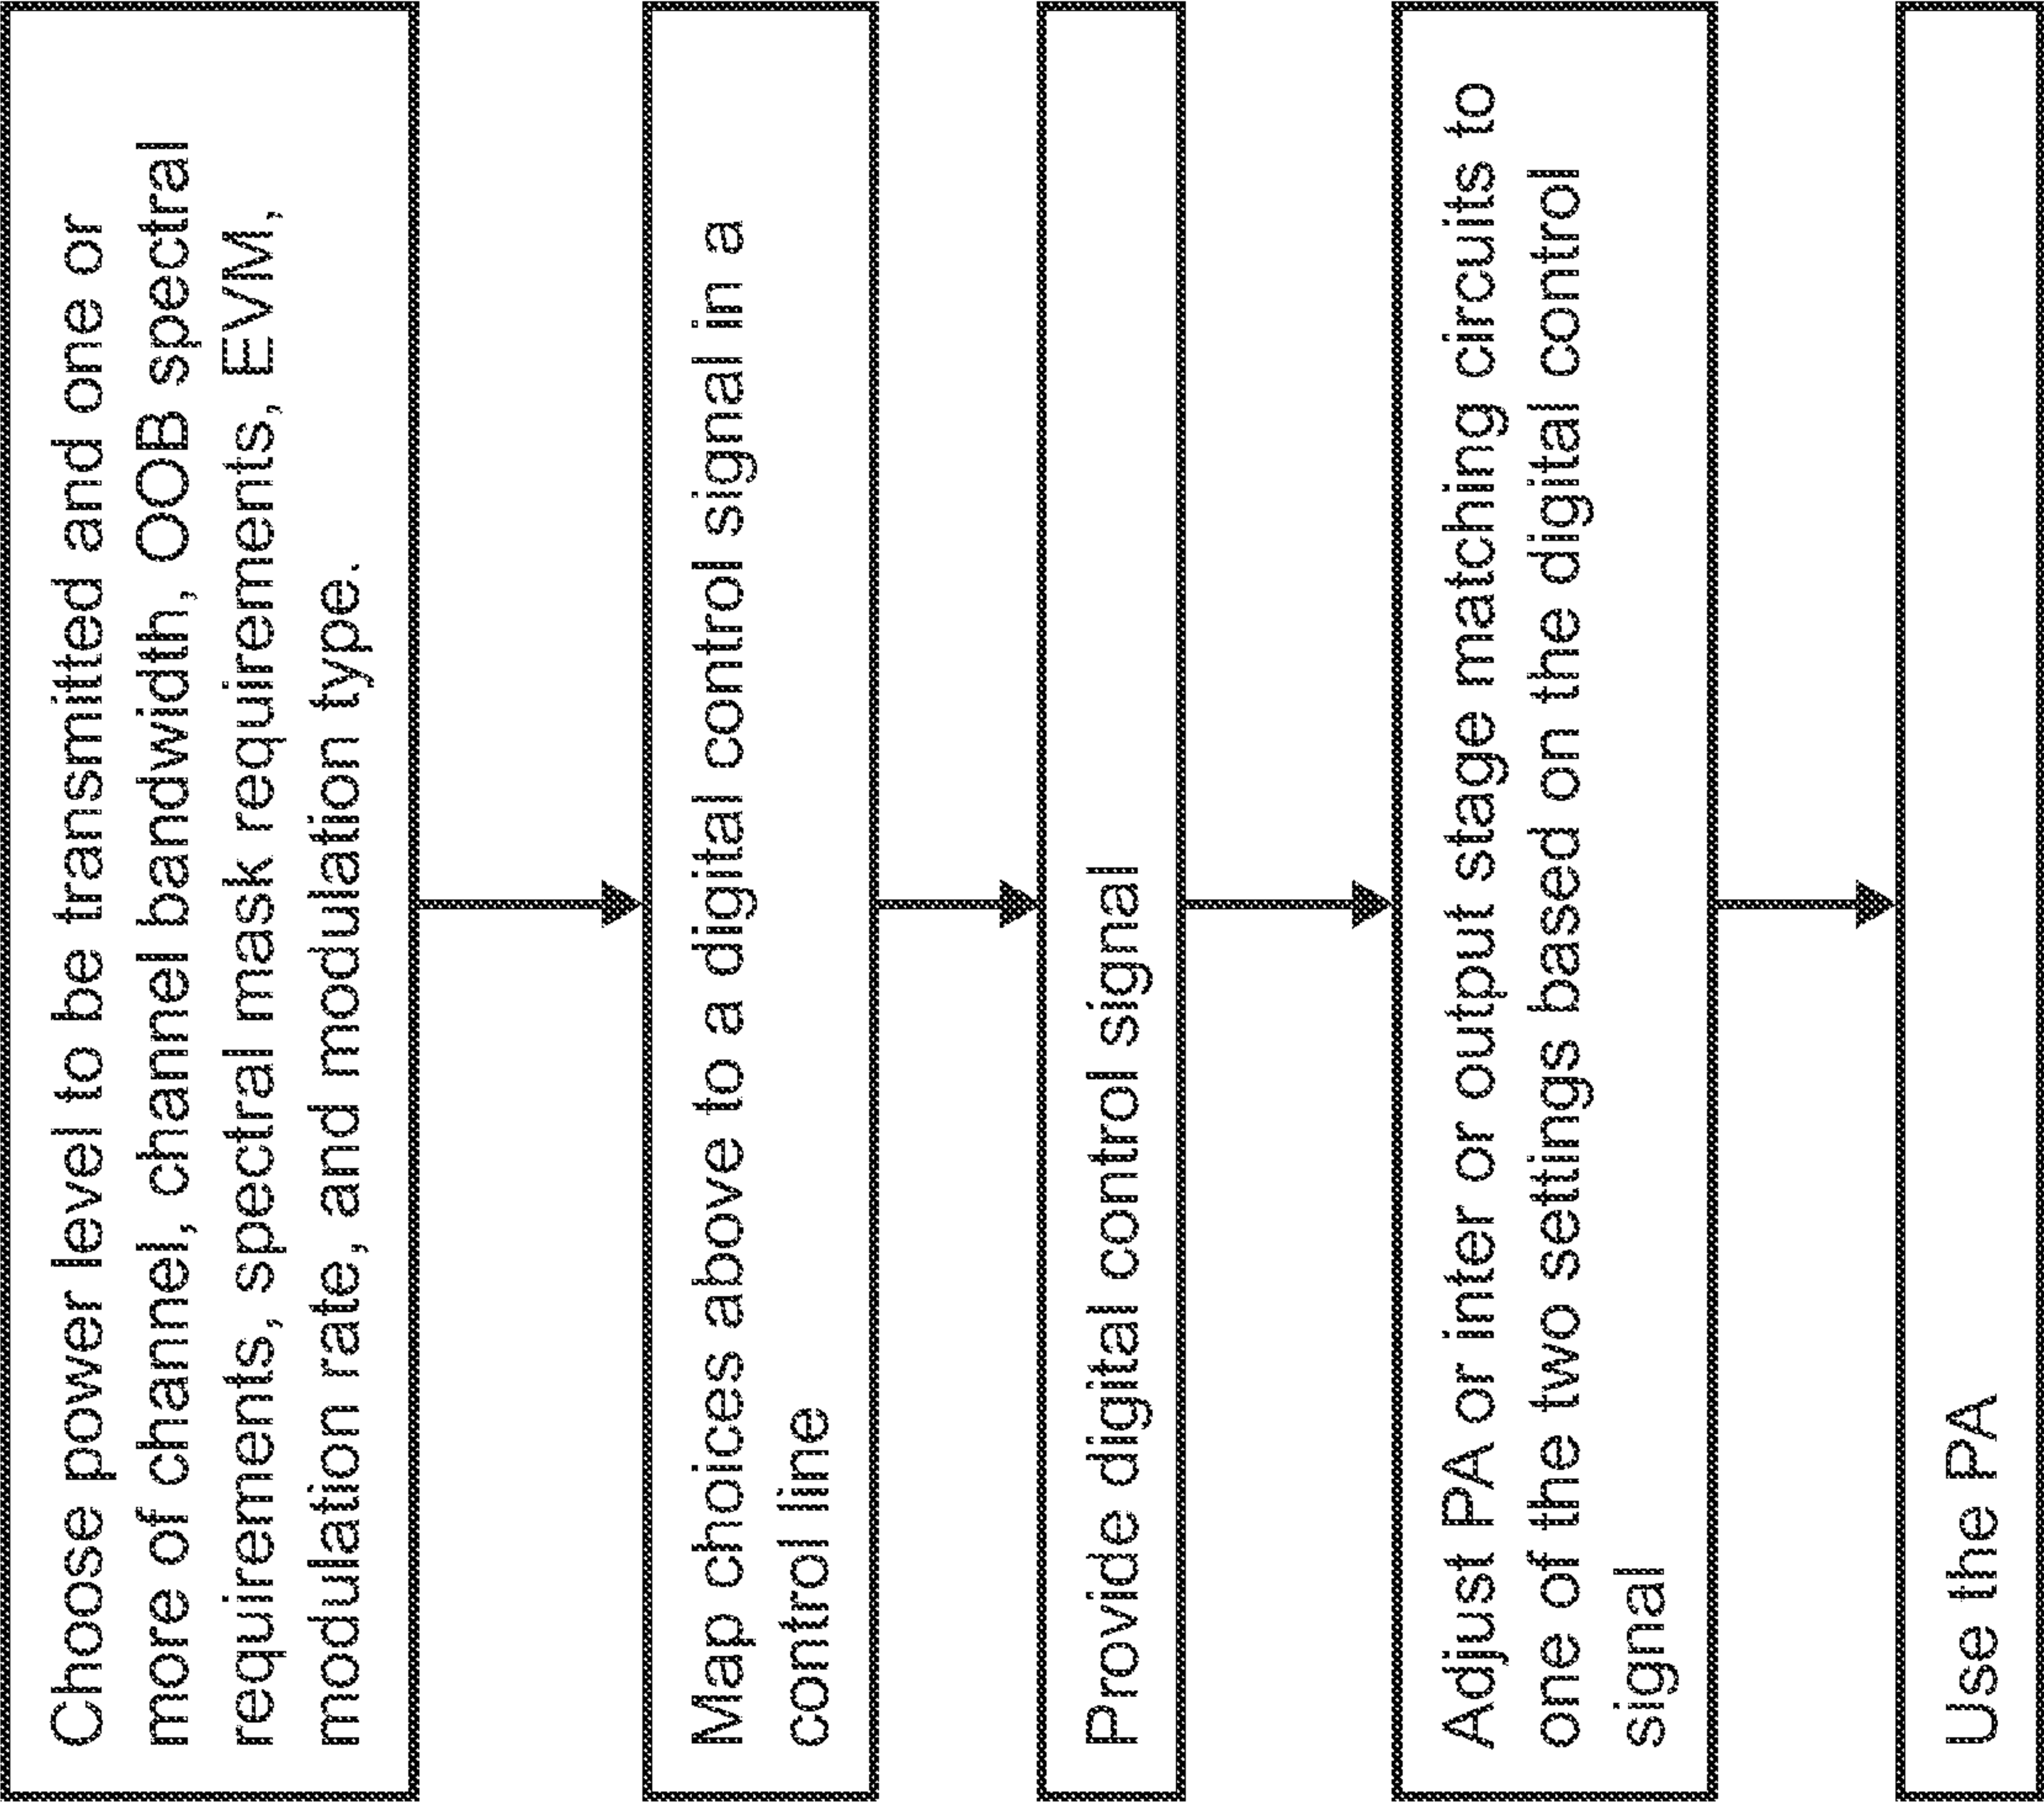 Choose power level to be transmitted and one or
more of channel, channel bandwidth, OOB spectral
requirements, spectral mask requirements, EVM,
modulation rate, and modulation type.
Map choices above to a digital control signal in a
control line
Provide digital control signal
Adjust PA or inter or output stage matching circuits to
one of the two settings based on the digital control
signal
Use the PA